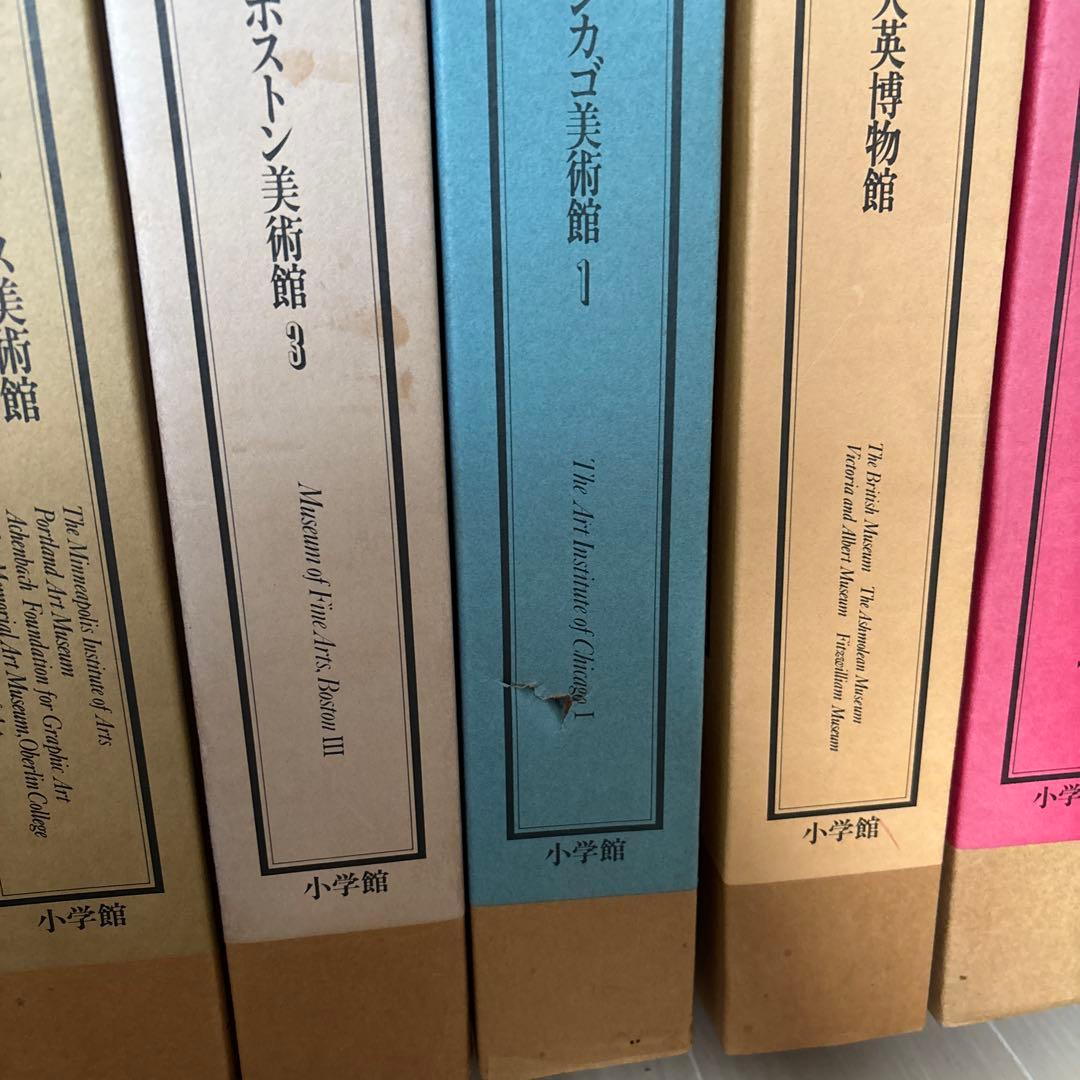 ス美術館
The Minneapolis Institute of Arts
Portland Art Museum
Achenbach Foundation for Graphic Art
Memorial Art Museum, Oberlin College
小学館
ボストン美術館 3
Museum of Fine Arts, Boston III
小学館
シカゴ美術館 1
The Art Institute of Chicago I
小学館
大英博物館
The British Museum The Ashmolean Museum
Victoria and Albert Museum Fitzwilliam Museum
小学館
小学